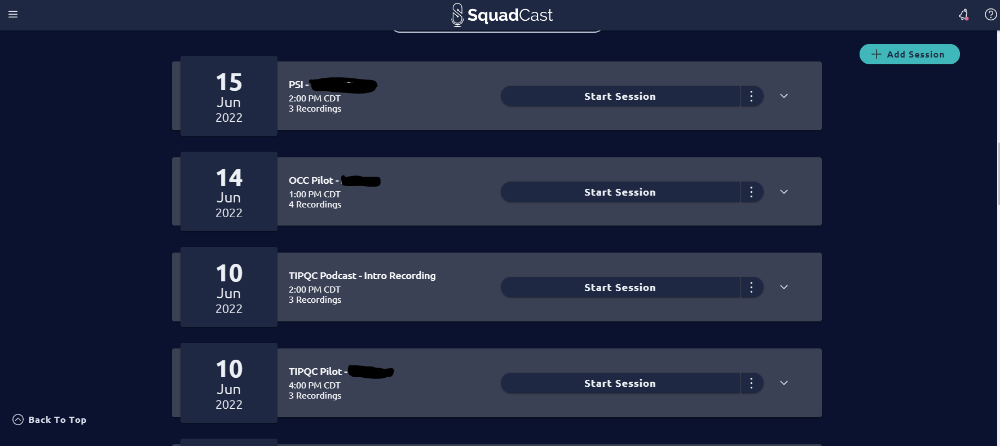 SquadCast
Add Session
15
Jun
2022
PSI -
2:00 PM CDT
3 Recordings
Start Session
14
Jun
2022
OCC Pilot -
1:00 PM CDT
4 Recordings
Start Session
10
Jun
2022
TIPQC Podcast - Intro Recording
2:00 PM CDT
3 Recordings
Start Session
10
Jun
2022
TIPQC Pilot -
4:00 PM CDT
3 Recordings
Start Session
Back To Top